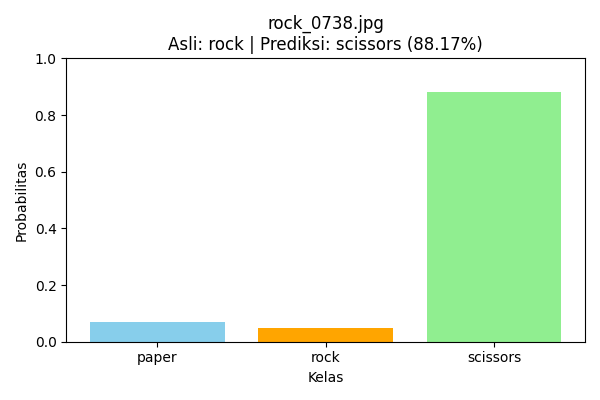 rock_0738.jpg
Asli: rock | Prediksi: scissors (88.17%)
1.0
0.8
0.6
0.4
0.2
0.0
Probabilitas
paper rock scissors
Kelas